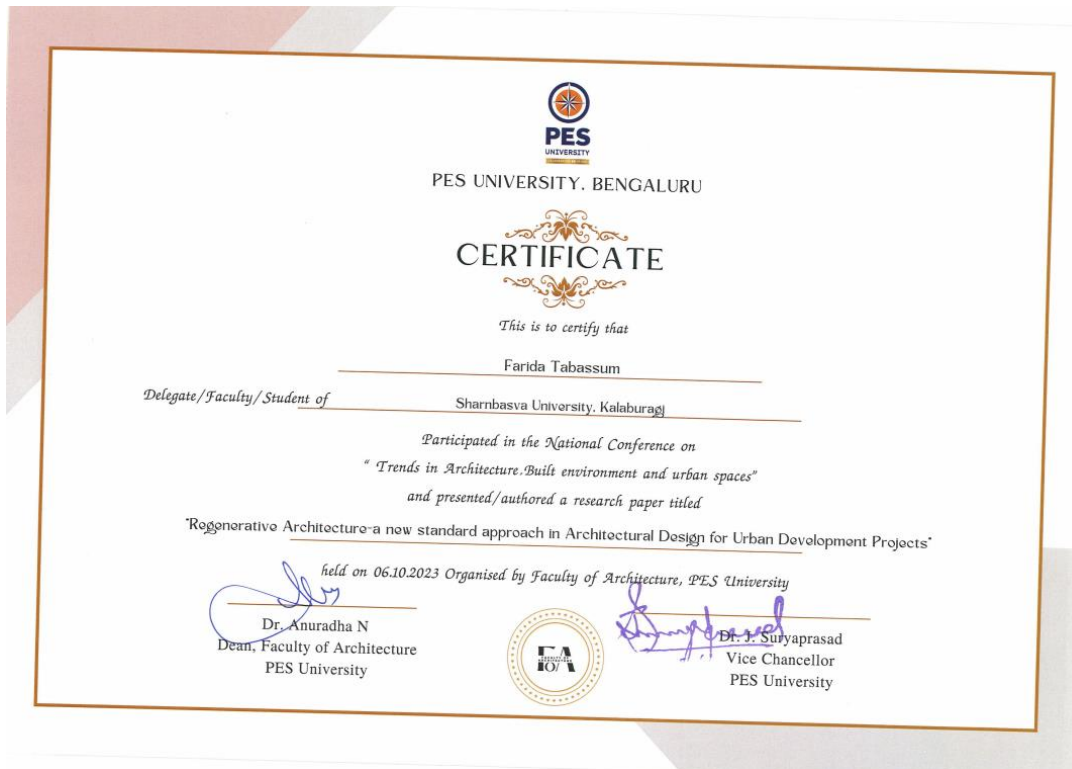 PES
UNIVERSITY
PES UNIVERSITY, BENGALURU
CERTIFICATE
This is to certify that
Farida Tabassum
Delegate/Faculty/Student of
Sharnbasva University, Kalaburagi
Participated in the National Conference on
" Trends in Architecture.Built environment and urban spaces"
and presented/authored a research paper titled
"Regenerative Architecture-a new standard approach in Architectural Design for Urban Development Projects"
held on 06.10.2023 Organised by Faculty of Architecture, PES University
Dr. Anuradha N
Dean, Faculty of Architecture
PES University
FACULTY OF
ARCHITECTURE
Dr. J. Suryaprasad
Vice Chancellor
PES University